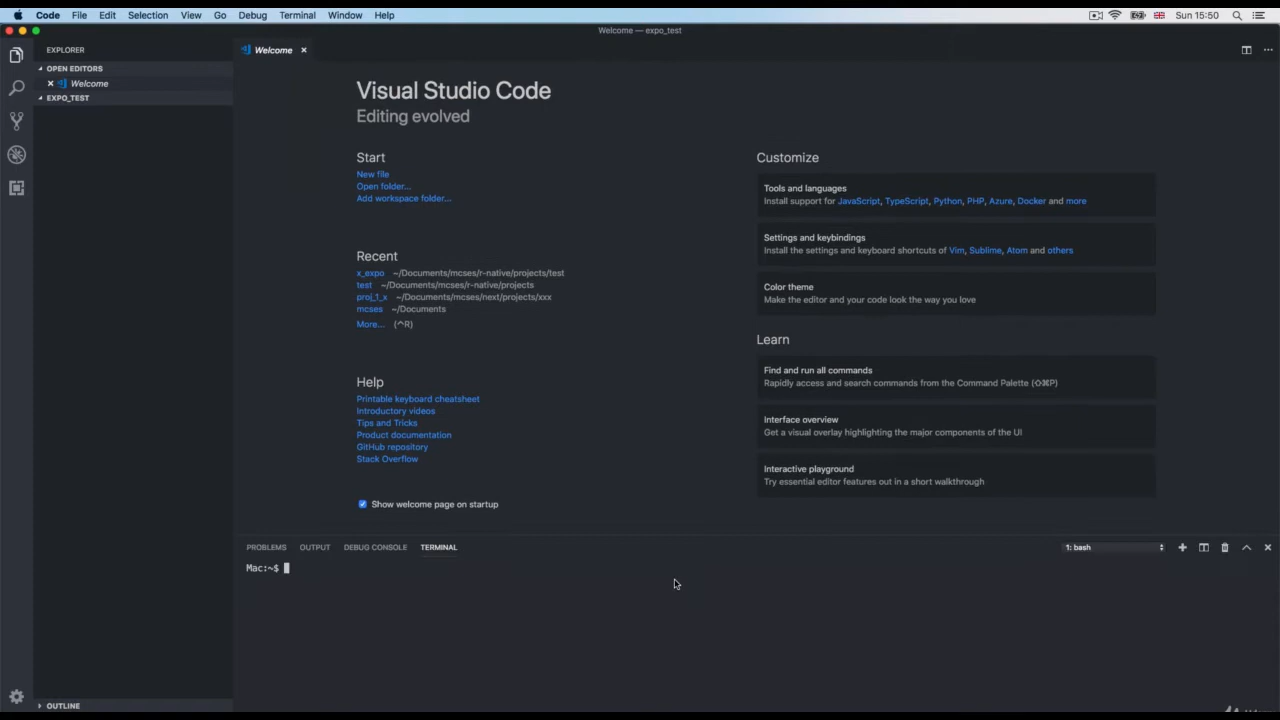 Code File Edit Selection View Go Debug Terminal Window Help Sun 15:50
Welcome — expo_test
EXPLORER
OPEN EDITORS
Welcome
EXPO_TEST
OUTLINE
Welcome
Visual Studio Code
Editing evolved
Start
New file
Open folder...
Add workspace folder...
Recent
x_expo ~/Documents/mcses/r-native/projects/test
test ~/Documents/mcses/r-native/projects
proj_1_x ~/Documents/mcses/next/projects/xxx
mcses ~/Documents
More... (^R)
Help
Printable keyboard cheatsheet
Introductory videos
Tips and Tricks
Product documentation
GitHub repository
Stack Overflow
Show welcome page on startup
Customize
Tools and languages
Install support for JavaScript, TypeScript, Python, PHP, Azure, Docker and more
Settings and keybindings
Install the settings and keyboard shortcuts of Vim, Sublime, Atom and others
Color theme
Make the editor and your code look the way you love
Learn
Find and run all commands
Rapidly access and search commands from the Command Palette (⇧⌘P)
Interface overview
Get a visual overlay highlighting the major components of the UI
Interactive playground
Try essential editor features out in a short walkthrough
PROBLEMS OUTPUT DEBUG CONSOLE TERMINAL 1: bash
Mac:~$